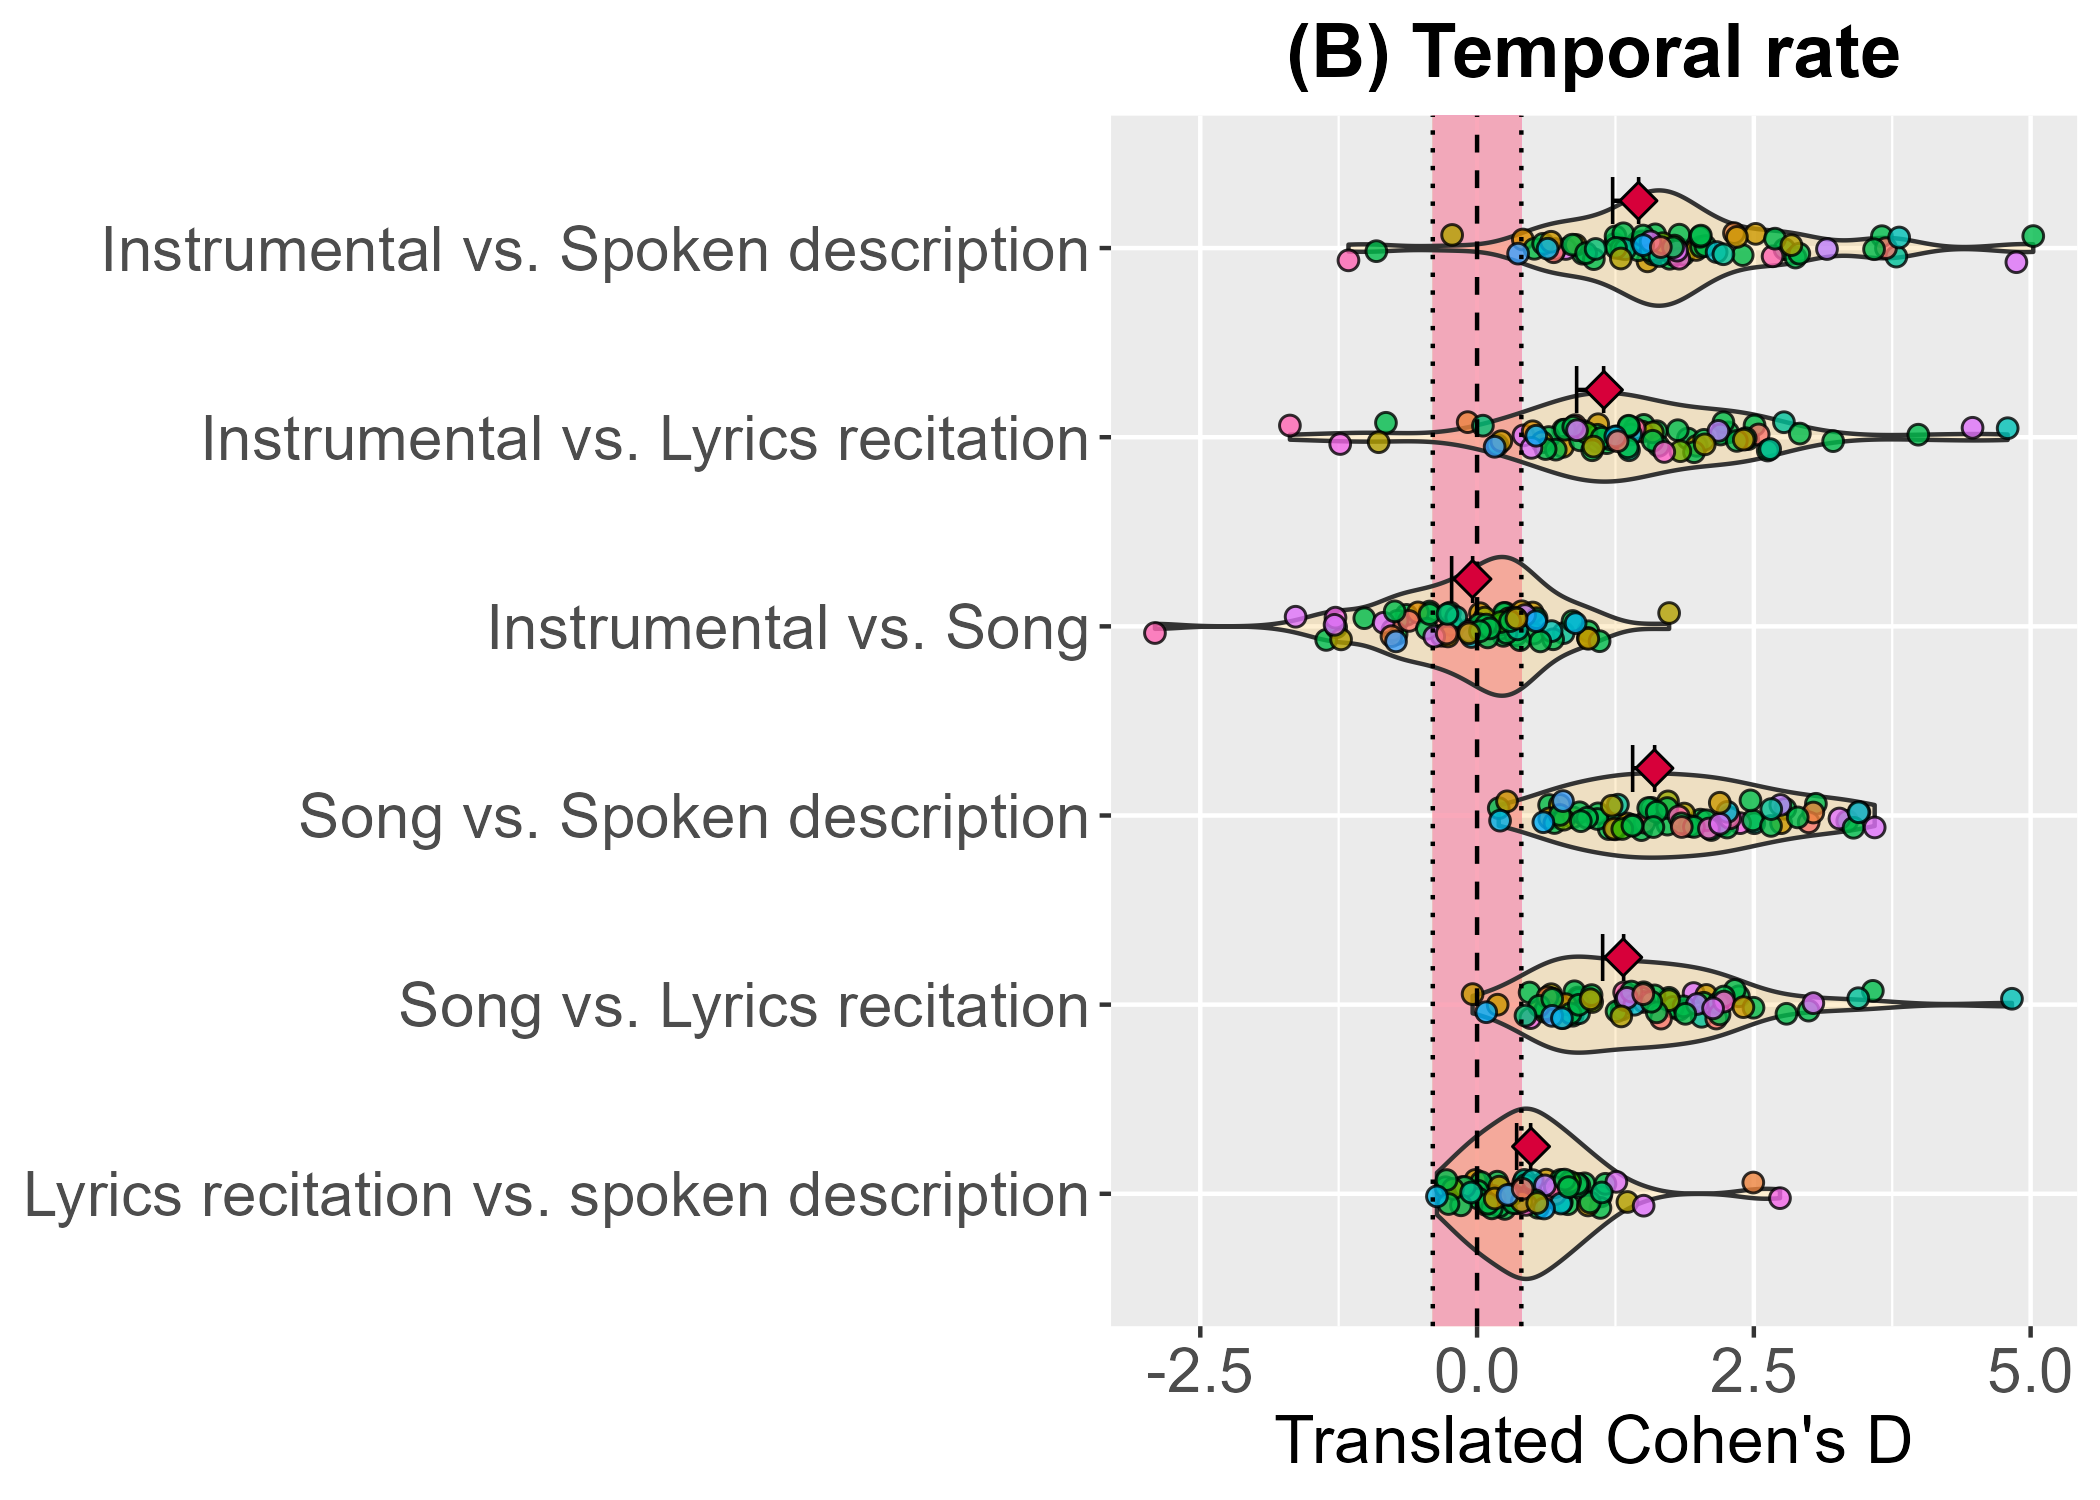 (B) Temporal rate
Instrumental vs. Spoken description
Instrumental vs. Lyrics recitation
Instrumental vs. Song
Song vs. Spoken description
Song vs. Lyrics recitation
Lyrics recitation vs. spoken description
-2.5 0.0 2.5 5.0
Translated Cohen's D